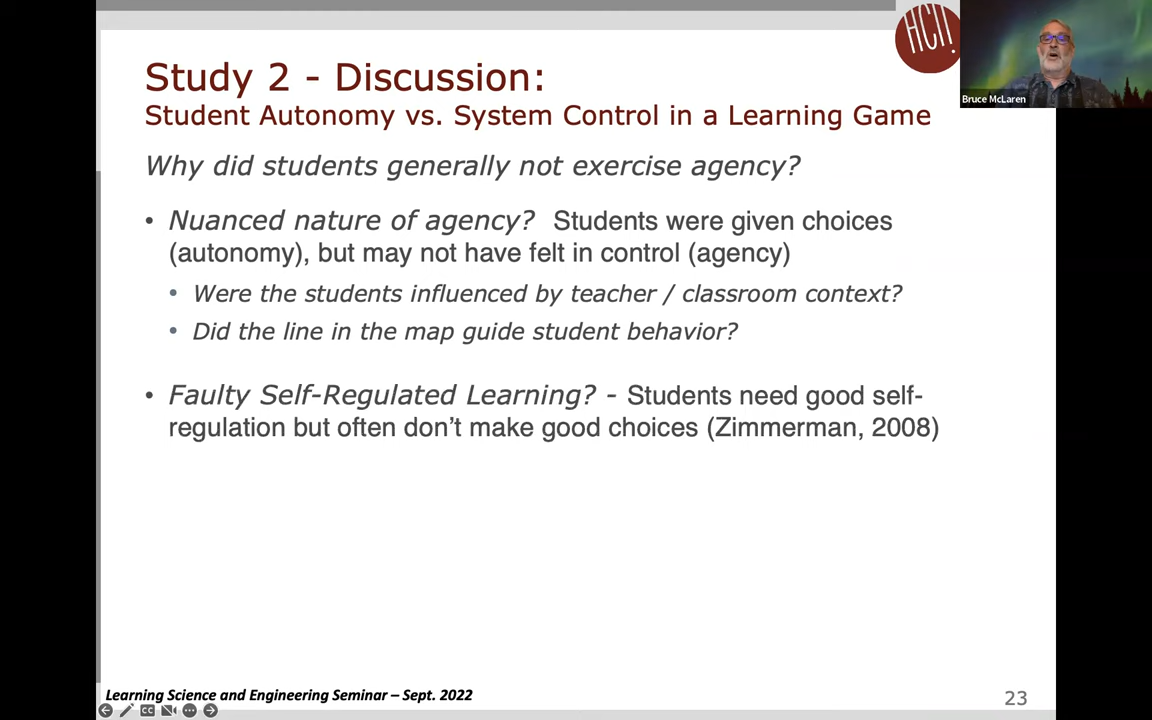 HCII
Bruce McLaren
Study 2 - Discussion:
Student Autonomy vs. System Control in a Learning Game
Why did students generally not exercise agency?
• Nuanced nature of agency? Students were given choices
(autonomy), but may not have felt in control (agency)
• Were the students influenced by teacher / classroom context?
• Did the line in the map guide student behavior?
• Faulty Self-Regulated Learning? - Students need good self-
regulation but often don't make good choices (Zimmerman, 2008)
Learning Science and Engineering Seminar – Sept. 2022
23
CC